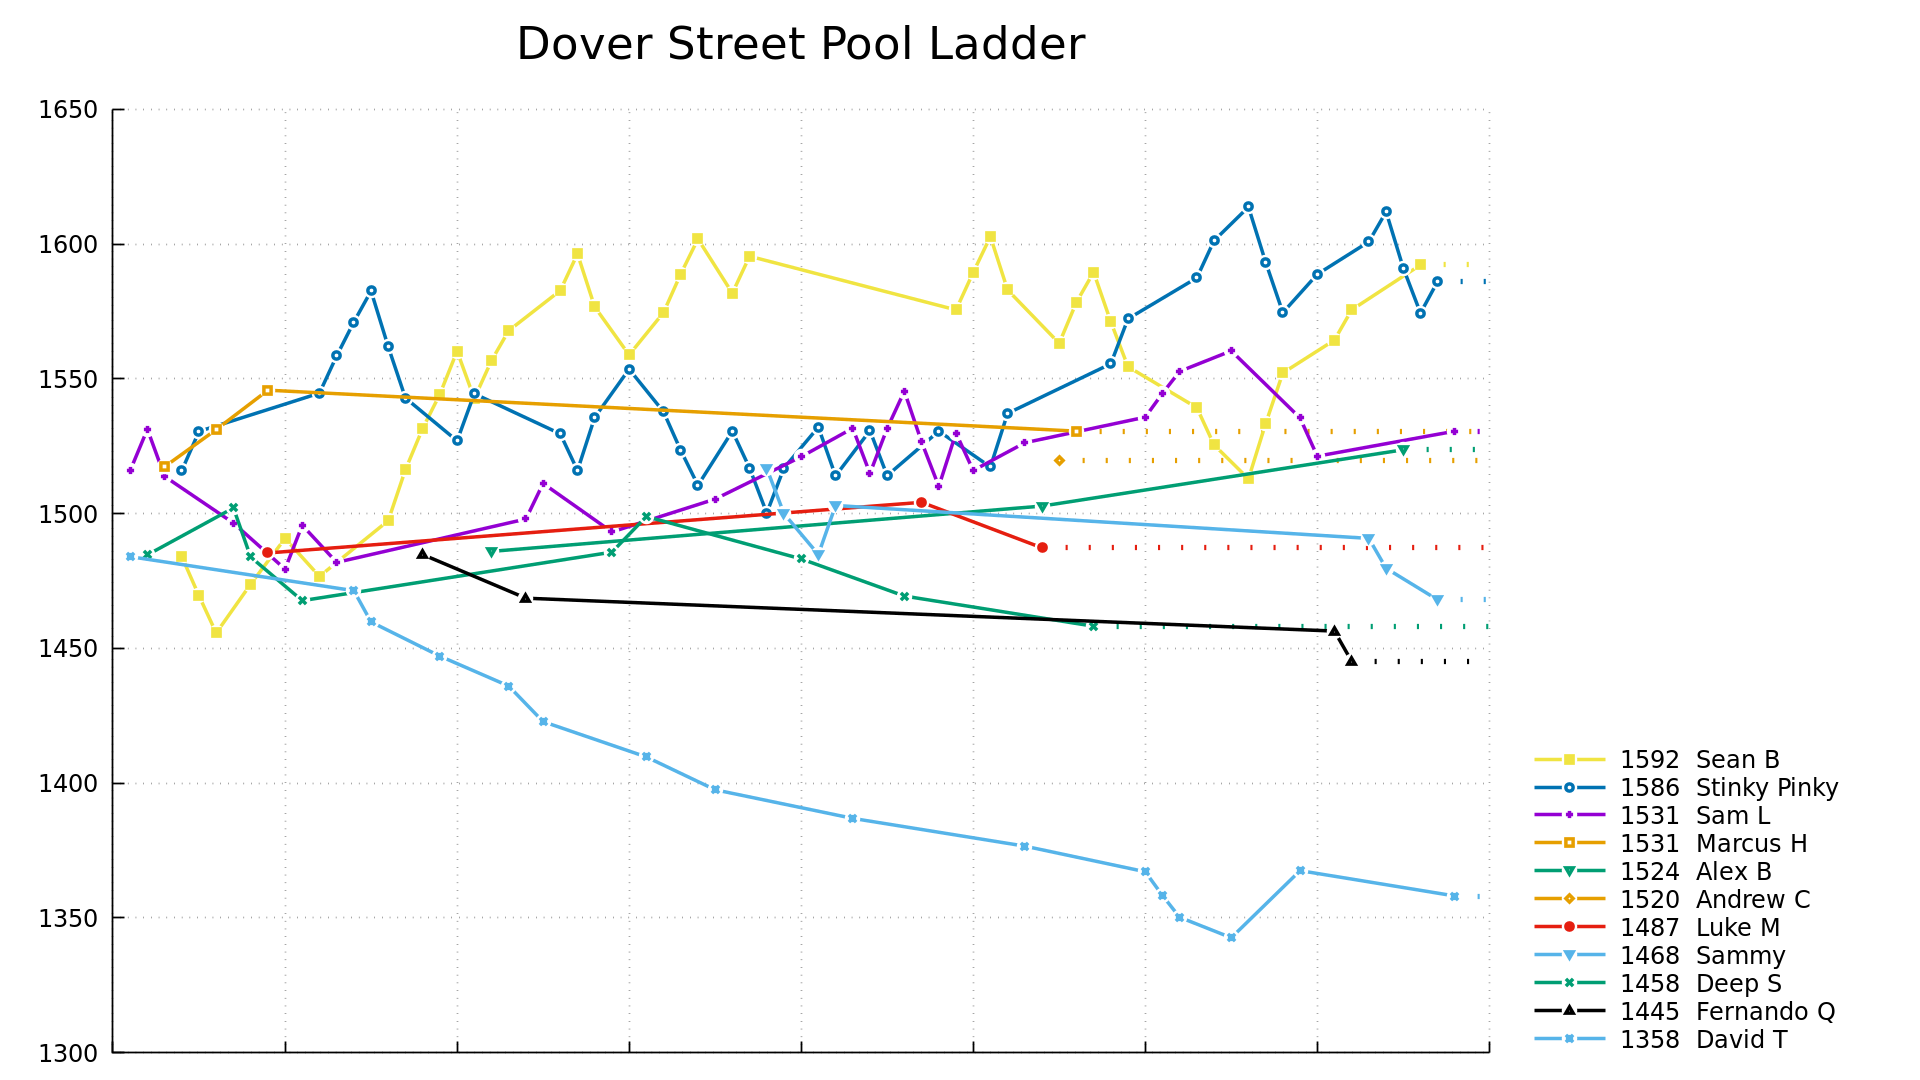 Dover Street Pool Ladder
1650
1600
1550
1500
1450
1400
1350
1300
1592 Sean B
1586 Stinky Pinky
1531 Sam L
1531 Marcus H
1524 Alex B
1520 Andrew C
1487 Luke M
1468 Sammy
1458 Deep S
1445 Fernando Q
1358 David T